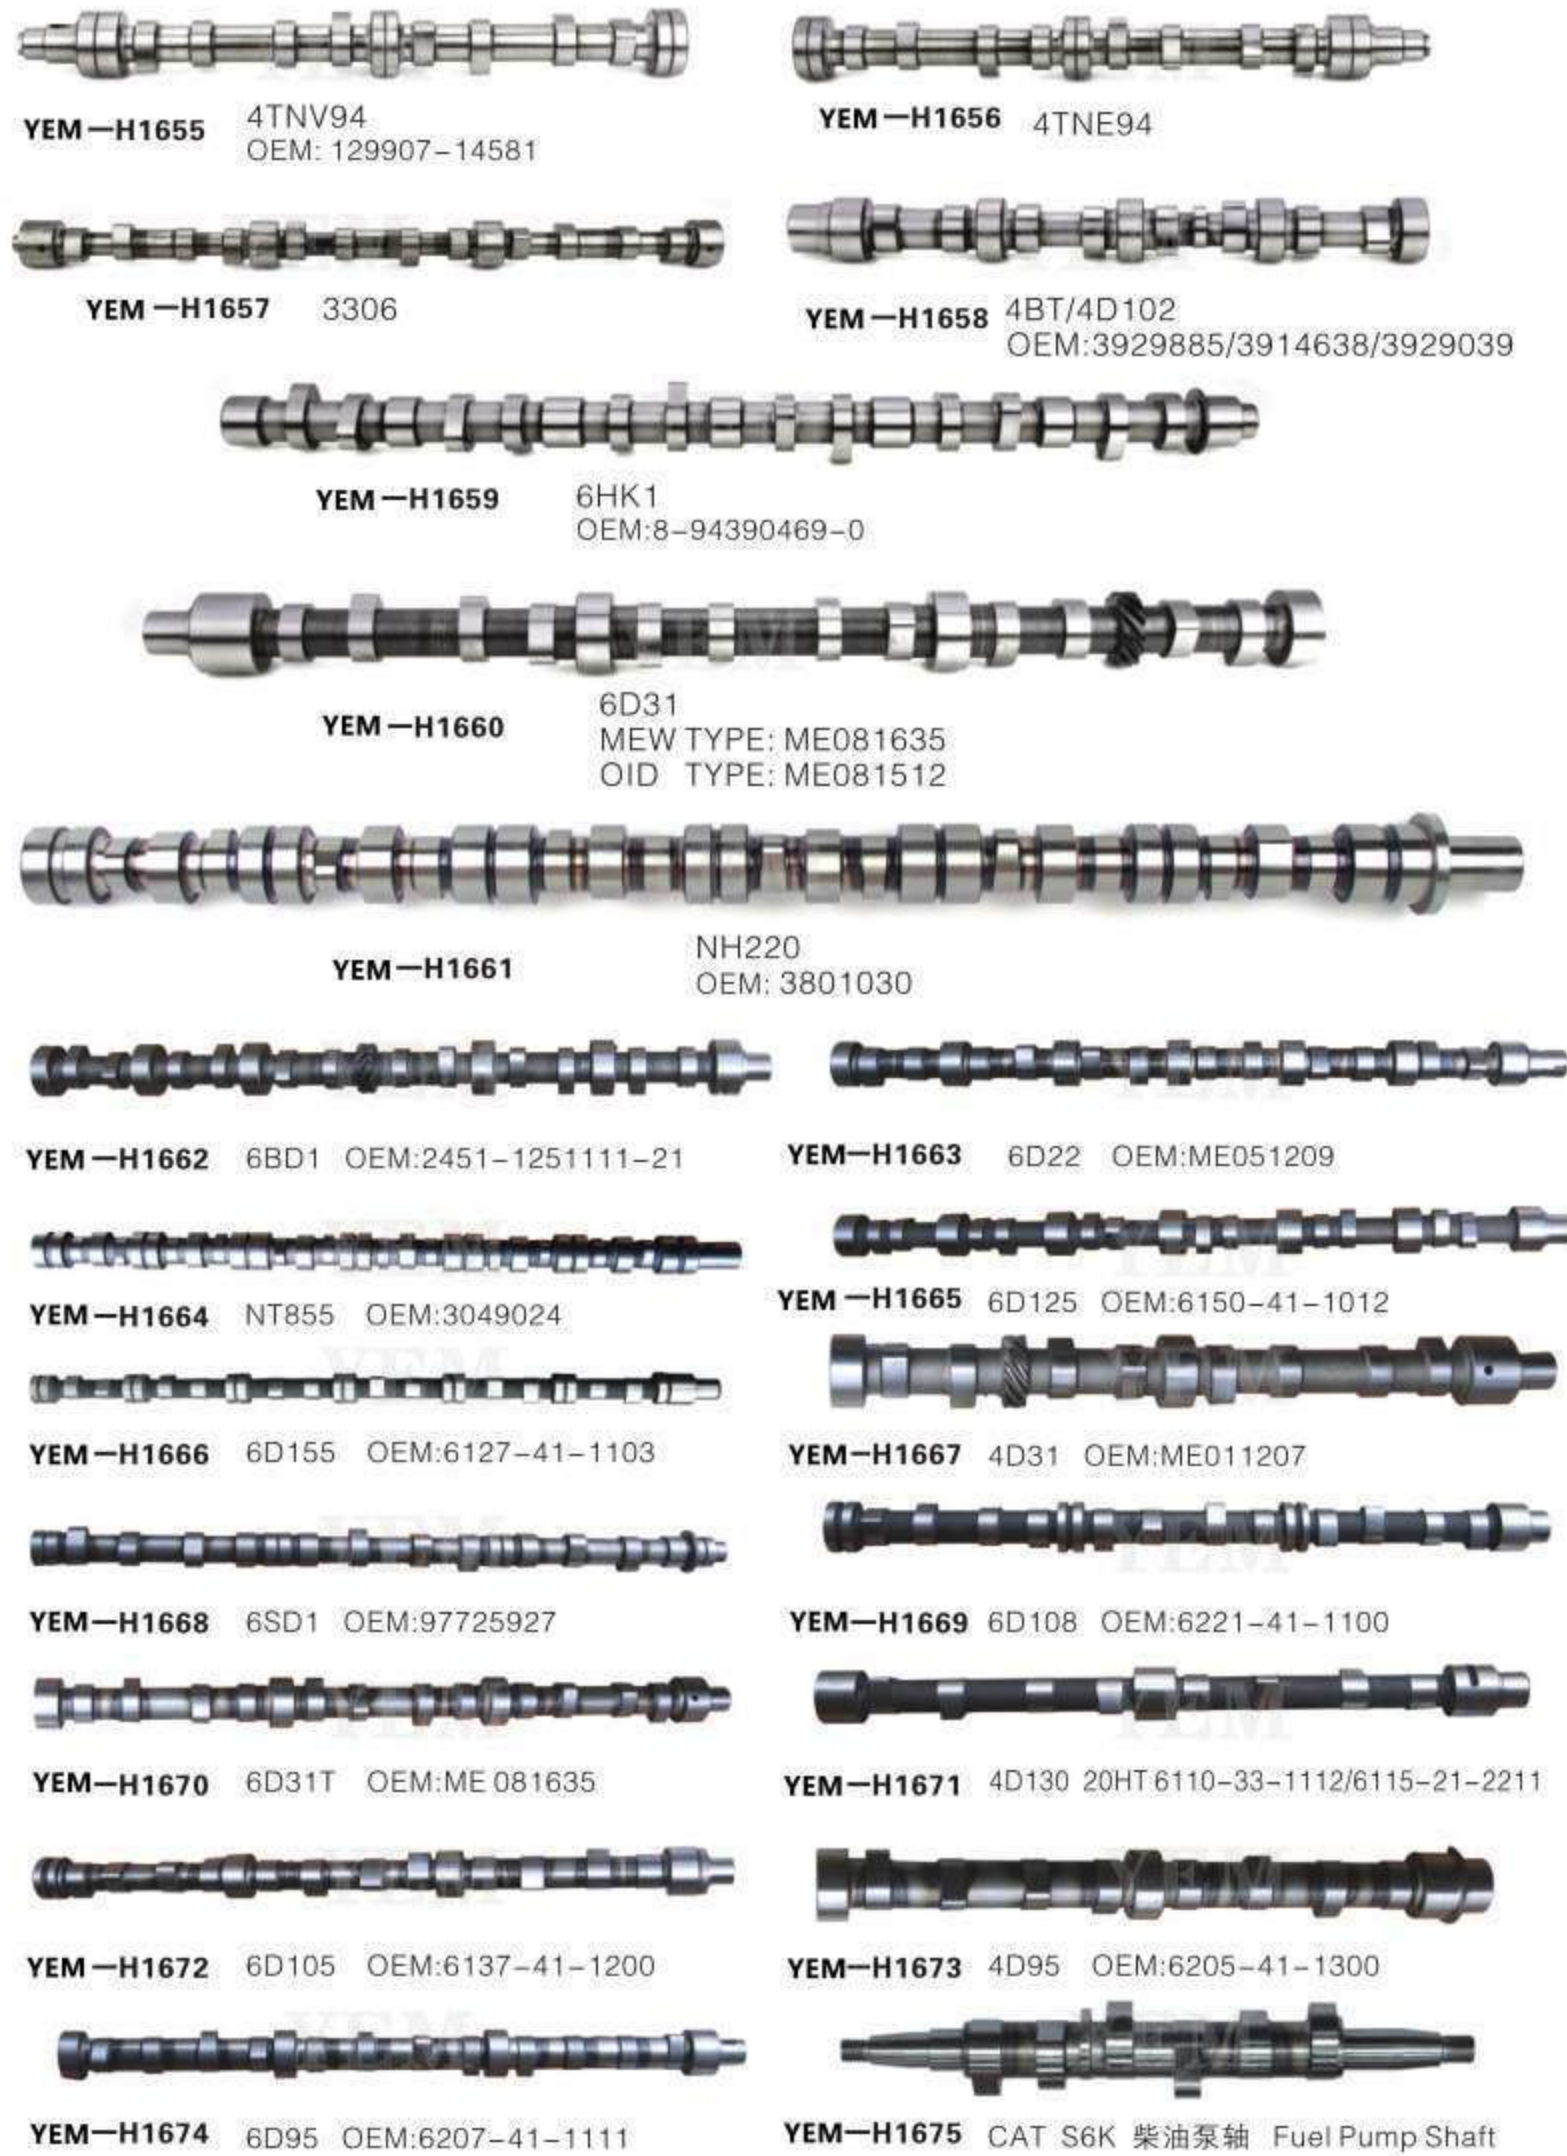 YEM—H1655 4TNV94
OEM: 129907-14581
YEM—H1656 4TNE94
YEM—H1657 3306
YEM—H1658 4BT/4D102
OEM:3929885/3914638/3929039
YEM—H1659 6HK1
OEM:8-94390469-0
YEM
YEM—H1660 6D31
MEW TYPE: ME081635
OID TYPE: ME081512
YEM—H1661 NH220
OEM: 3801030
YEM—H1662 6BD1 OEM:2451-1251111-21
YEM—H1663 6D22 OEM:ME051209
YEM—H1664 NT855 OEM:3049024
YEM—H1665 6D125 OEM:6150-41-1012
YEM—H1666 6D155 OEM:6127-41-1103
YEM—H1667 4D31 OEM:ME011207
YEM—H1668 6SD1 OEM:97725927
YEM—H1669 6D108 OEM:6221-41-1100
YEM—H1670 6D31T OEM:ME 081635
YEM—H1671 4D130 20HT 6110-33-1112/6115-21-2211
YEM—H1672 6D105 OEM:6137-41-1200
YEM—H1673 4D95 OEM:6205-41-1300
YEM—H1674 6D95 OEM:6207-41-1111
YEM—H1675 CAT S6K 柴油泵轴 Fuel Pump Shaft